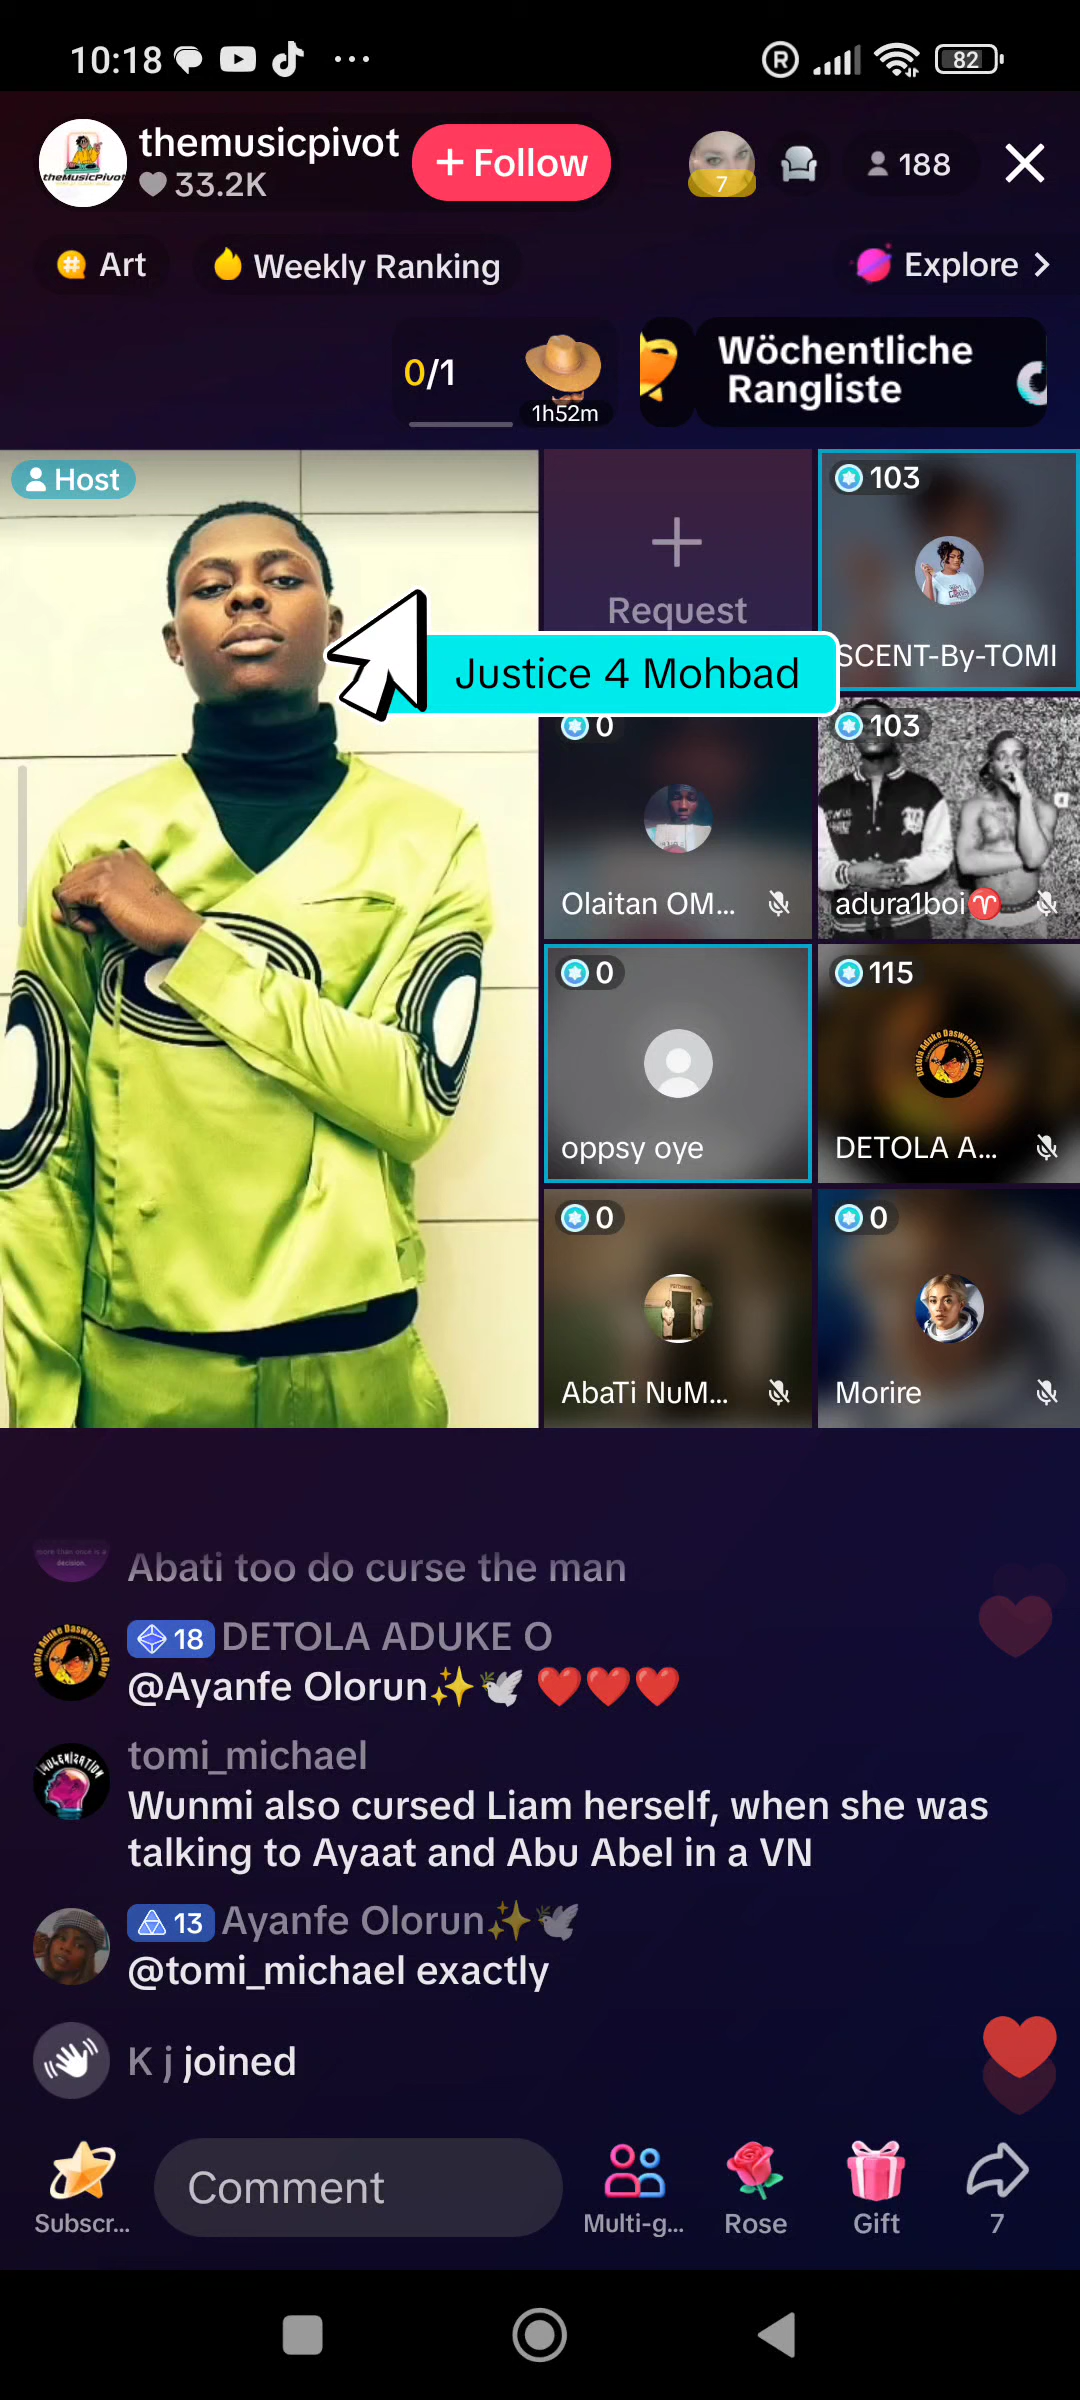 10:18
82
themusicpivot
33.2K
+ Follow
7
188
Art
Weekly Ranking
Explore
0/1
1h52m
Wöchentliche
Rangliste
Host
Request
103
SCENT-By-TOMI
Justice 4 Mohbad
0
Olaitan OM...
103
adura1boi♈
0
oppsy oye
115
DETOLA A...
0
AbaTi NuM...
0
Morire
Abati too do curse the man
18 DETOLA ADUKE O
@Ayanfe Olorun✨🕊️ ❤️❤️❤️
tomi_michael
Wunmi also cursed Liam herself, when she was
talking to Ayaat and Abu Abel in a VN
13 Ayanfe Olorun✨🕊️
@tomi_michael exactly
K j joined
Subscr...
Comment
Multi-g...
Rose
Gift
7